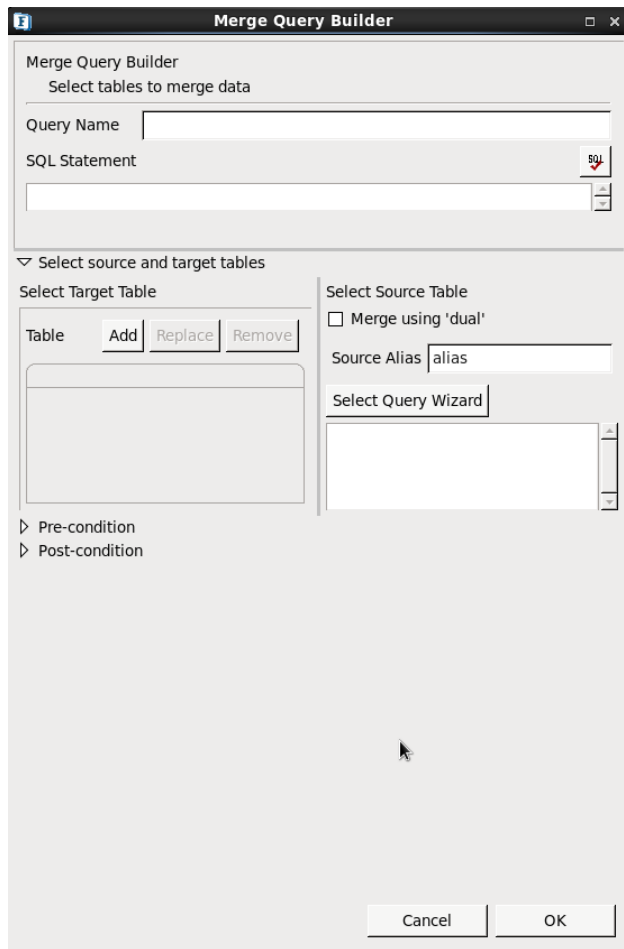 Merge Query Builder
Merge Query Builder
Select tables to merge data
Query Name
SQL Statement
SQL
Select source and target tables
Select Target Table
Select Source Table
Merge using 'dual'
Table Add Replace Remove
Source Alias alias
Select Query Wizard
Pre-condition
Post-condition
Cancel OK